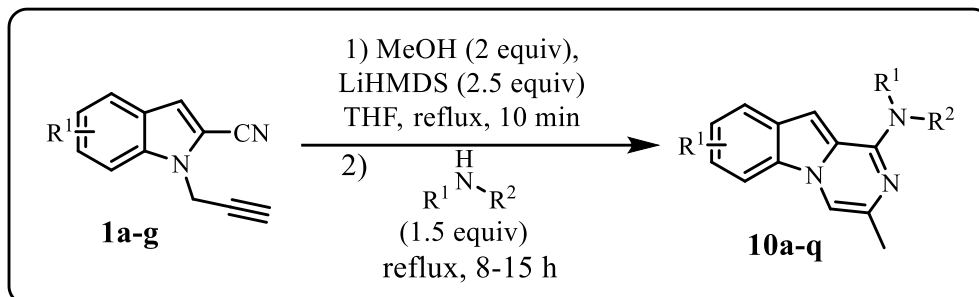 R¹
CN
N
1a-g
1) MeOH (2 equiv),
LiHMDS (2.5 equiv)
THF, reflux, 10 min
2)
H
N
R¹ R²
(1.5 equiv)
reflux, 8-15 h
R¹
N R²
R¹
N N
10a-q